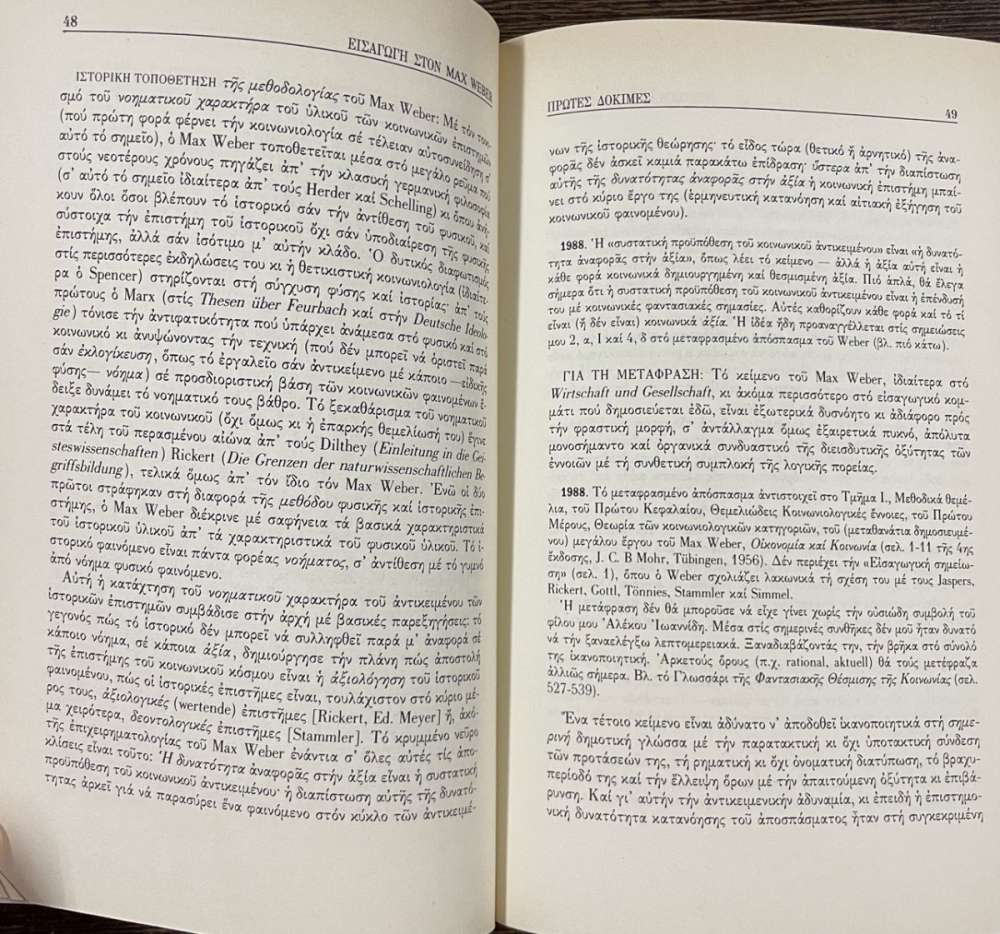 48
ΕΙΣΑΓΩΓΗ ΣΤΟΝ MAX WEBER
ΙΣΤΟΡΙΚΗ ΤΟΠΟΘΕΤΗΣΗ τῆς μεθοδολογίας τοῦ Max Weber: Μέ τόν τονι-
σμό τοῦ νοηματικοῦ χαρακτήρα τοῦ ὑλικοῦ τῶν κοινωνικῶν ἐπιστημῶν
(πού πρώτη φορά φέρνει τήν κοινωνιολογία σέ τέλειαν αὐτοσυνείδηση σ'
αὐτό τό σημεῖο), ὁ Max Weber τοποθετεῖται μέσα στό μεγάλο ρεῦμα πού
στούς νεοτέρους χρόνους πηγάζει ἀπ' τήν κλασική γερμανική φιλοσοφία
(σ' αὐτό τό σημεῖο ἰδιαίτερα ἀπ' τούς Herder καί Schelling) κι ὅπου ἀνή-
κουν ὅλοι ὅσοι βλέπουν τό ἱστορικό σάν τήν ἀντίθεση τοῦ φυσικοῦ, καί
σύστοιχα τήν ἐπιστήμη τοῦ ἱστορικοῦ ὄχι σάν ὑποδιαίρεση τῆς φυσικῆς
ἐπιστήμης, ἀλλά σάν ἰσότιμο μ' αὐτήν κλάδο. Ὁ δυτικός διαφωτισμός
στίς περισσότερες ἐκδηλώσεις του κι ἡ θετικιστική κοινωνιολογία (ἰδιαίτε-
ρα ὁ Spencer) στηρίζονται στή σύγχυση φύσης καί ἱστορίας· ἀπ' τούς
πρώτους ὁ Marx (στίς Thesen über Feurbach καί στήν Deutsche Ideolo-
gie) τόνισε τήν ἀντιφατικότητα πού ὑπάρχει ἀνάμεσα στό φυσικό καί στό
κοινωνικό κι ἀνυψώνοντας τήν τεχνική (πού δέν μπορεῖ νά ὁριστεῖ παρά
σάν ἐκλογίκευση, ὅπως τό ἐργαλεῖο σάν ἀντικείμενο μέ κάποιο —εἰδικῆς
φύσης— νόημα) σέ προσδιοριστική βάση τῶν κοινωνικῶν φαινομένων ἔ-
δειξε δυνάμει τό νοηματικό τους βάθρο. Τό ξεκαθάρισμα τοῦ νοηματικοῦ
χαρακτήρα τοῦ κοινωνικοῦ (ὄχι ὅμως κι ἡ ἐπαρκής θεμελίωσή του) ἔγινε
στά τέλη τοῦ περασμένου αἰώνα ἀπ' τούς Dilthey (Einleitung in die Gei-
steswissenschaften) Rickert (Die Grenzen der naturwissenschaftlichen Be-
griffsbildung), τελικά ὅμως ἀπ' τόν ἴδιο τόν Max Weber. Ἐνῶ οἱ δύο
πρῶτοι στράφηκαν στή διαφορά τῆς μεθόδου φυσικῆς καί ἱστορικῆς ἐπι-
στήμης, ὁ Max Weber διέκρινε μέ σαφήνεια τά βασικά χαρακτηριστικά
τοῦ ἱστορικοῦ ὑλικοῦ ἀπ' τά χαρακτηριστικά τοῦ φυσικοῦ ὑλικοῦ. Τό ἱ-
στορικό φαινόμενο εἶναι πάντα φορέας νοήματος, σ' ἀντίθεση μέ τό γυμνό
ἀπό νόημα φυσικό φαινόμενο.
Αὐτή ἡ κατάχτηση τοῦ νοηματικοῦ χαρακτήρα τοῦ ἀντικειμένου τῶν
ἱστορικῶν ἐπιστημῶν συμβάδισε στήν ἀρχή μέ βασικές παρεξηγήσεις: τό
γεγονός πώς τό ἱστορικό δέν μπορεῖ νά συλληφθεῖ παρά μ' ἀναφορά σέ
κάποιο νόημα, σέ κάποια ἀξία, δημιούργησε τήν πλάνη πώς ἀποστολή
τῆς ἐπιστήμης τοῦ κοινωνικοῦ κόσμου εἶναι ἡ ἀξιολόγηση τοῦ ἱστορικοῦ
φαινομένου, πώς οἱ ἱστορικές ἐπιστῆμες εἶναι, τουλάχιστον στό κύριο μέ-
ρος τους, ἀξιολογικές (wertende) ἐπιστῆμες [Rickert, Ed. Meyer] ἤ, ἀκό-
μα χειρότερα, δεοντολογικές ἐπιστῆμες [Stammler]. Τό κρυμμένο νεῦρο
τῆς ἐπιχειρηματολογίας τοῦ Max Weber ἐνάντια σ' ὅλες αὐτές τίς ἀπο-
κλίσεις εἶναι τοῦτο: Ἡ δυνατότητα ἀναφορᾶς στήν ἀξία εἶναι ἡ συστατική
προϋπόθεση τοῦ κοινωνικοῦ ἀντικειμένου· ἡ διαπίστωση αὐτῆς τῆς δυνατό-
τητας ἀρκεῖ γιά νά παρασύρει ἕνα φαινόμενο στόν κύκλο τῶν ἀντικειμέ-
ΠΡΩΤΕΣ ΔΟΚΙΜΕΣ
49
νων τῆς ἱστορικῆς θεώρησης· τό εἶδος τώρα (θετικό ἤ ἀρνητικό) τῆς ἀνα-
φορᾶς δέν ἀσκεῖ καμιά παρακάτω ἐπίδραση· ὕστερα ἀπ' τήν διαπίστωση
αὐτῆς τῆς δυνατότητας ἀναφορᾶς στήν ἀξία ἡ κοινωνική ἐπιστήμη μπαί-
νει στό κύριο ἔργο της (ἑρμηνευτική κατανόηση καί αἰτιακή ἐξήγηση τοῦ
κοινωνικοῦ φαινομένου).
1988. Ἡ «συστατική προϋπόθεση τοῦ κοινωνικοῦ ἀντικειμένου» εἶναι «ἡ δυνατό-
τητα ἀναφορᾶς στήν ἀξία», ὅπως λέει τό κείμενο — ἀλλά ἡ ἀξία αὐτή εἶναι ἡ
κάθε φορά κοινωνικά δημιουργημένη καί θεσμισμένη ἀξία. Πιό ἁπλά, θά ἔλεγα
σήμερα ὅτι ἡ συστατική προϋπόθεση τοῦ κοινωνικοῦ ἀντικειμένου εἶναι ἡ ἐπένδυσή
του μέ κοινωνικές φαντασιακές σημασίες. Αὐτές καθορίζουν κάθε φορά καί τό τί
εἶναι (ἤ δέν εἶναι) κοινωνικά ἀξία. Ἡ ἰδέα ἤδη προαναγγέλλεται στίς σημειώσεις
μου 2, α, Ι καί 4, δ στό μεταφρασμένο ἀπόσπασμα τοῦ Weber (βλ. πιό κάτω).
ΓΙΑ ΤΗ ΜΕΤΑΦΡΑΣΗ: Τό κείμενο τοῦ Max Weber, ἰδιαίτερα στό
Wirtschaft und Gesellschaft, κι ἀκόμα περισσότερο στό εἰσαγωγικό κομ-
μάτι πού δημοσιεύεται ἐδῶ, εἶναι ἐξωτερικά δυσνόητο κι ἀδιάφορο πρός
τήν φραστική μορφή, σ' ἀντάλλαγμα ὅμως ἐξαιρετικά πυκνό, ἀπόλυτα
μονοσήμαντο καί ὀργανικά συνδυαστικό τῆς διεισδυτικῆς ὀξύτητας τῶν
ἐννοιῶν μέ τή συνθετική συμπλοκή τῆς λογικῆς πορείας.
1988. Τό μεταφρασμένο ἀπόσπασμα ἀντιστοιχεῖ στο Τμῆμα Ι., Μεθοδικά θεμέ-
λια, τοῦ Πρώτου Κεφαλαίου, Θεμελιώδεις Κοινωνιολογικές ἔννοιες, τοῦ Πρώτου
Μέρους, Θεωρία τῶν κοινωνιολογικῶν κατηγοριῶν, τοῦ (μεταθανάτια δημοσιευμέ-
νου) μεγάλου ἔργου τοῦ Max Weber, Οἰκονομία καί Κοινωνία (σελ. 1-11 τῆς 4ης
ἔκδοσης, J. C. B Mohr, Tübingen, 1956). Δέν περιέχει τήν «Εἰσαγωγική σημείω-
ση» (σελ. 1), ὅπου ὁ Weber σχολιάζει λακωνικά τή σχέση του μέ τούς Jaspers,
Rickert, Gottl, Tönnies, Stammler καί Simmel.
Ἡ μετάφραση δέν θά μποροῦσε νά εἶχε γίνει χωρίς τήν οὐσιώδη συμβολή τοῦ
φίλου μου Ἀλέκου Ἰωαννίδη. Μέσα στίς σημερινές συνθῆκες δέν μοῦ ἦταν δυνατό
νά τήν ξαναελέγξω λεπτομερειακά. Ξαναδιαβάζοντάς την, τήν βρῆκα στό σύνολό
της ἱκανοποιητική. Ἀρκετούς ὅρους (π.χ. rational, aktuell) θά τούς μετέφραζα
ἀλλιῶς σήμερα. Βλ. τό Γλωσσάρι τῆς Φαντασιακῆς Θέσμισης τῆς Κοινωνίας (σελ.
527-539).
Ἕνα τέτοιο κείμενο εἶναι ἀδύνατο ν' ἀποδοθεῖ ἱκανοποιητικά στή σημε-
ρινή δημοτική γλώσσα μέ τήν παρατακτική κι ὄχι ὑποτακτική σύνδεση
τῶν προτάσεών της, τή ρηματική κι ὄχι ὀνοματική διατύπωση, τό βραχυ-
περίοδό της καί τήν ἔλλειψη ὅρων μέ τήν ἀπαιτούμενη ὀξύτητα κι ἐπιβά-
ρυνση. Καί γι' αὐτήν τήν ἀντικειμενική ἀδυναμία, κι ἐπειδή ἡ ἐπιστημο-
νική δυνατότητα κατανόησης τοῦ ἀποσπάσματος ἦταν στή συγκεκριμένη